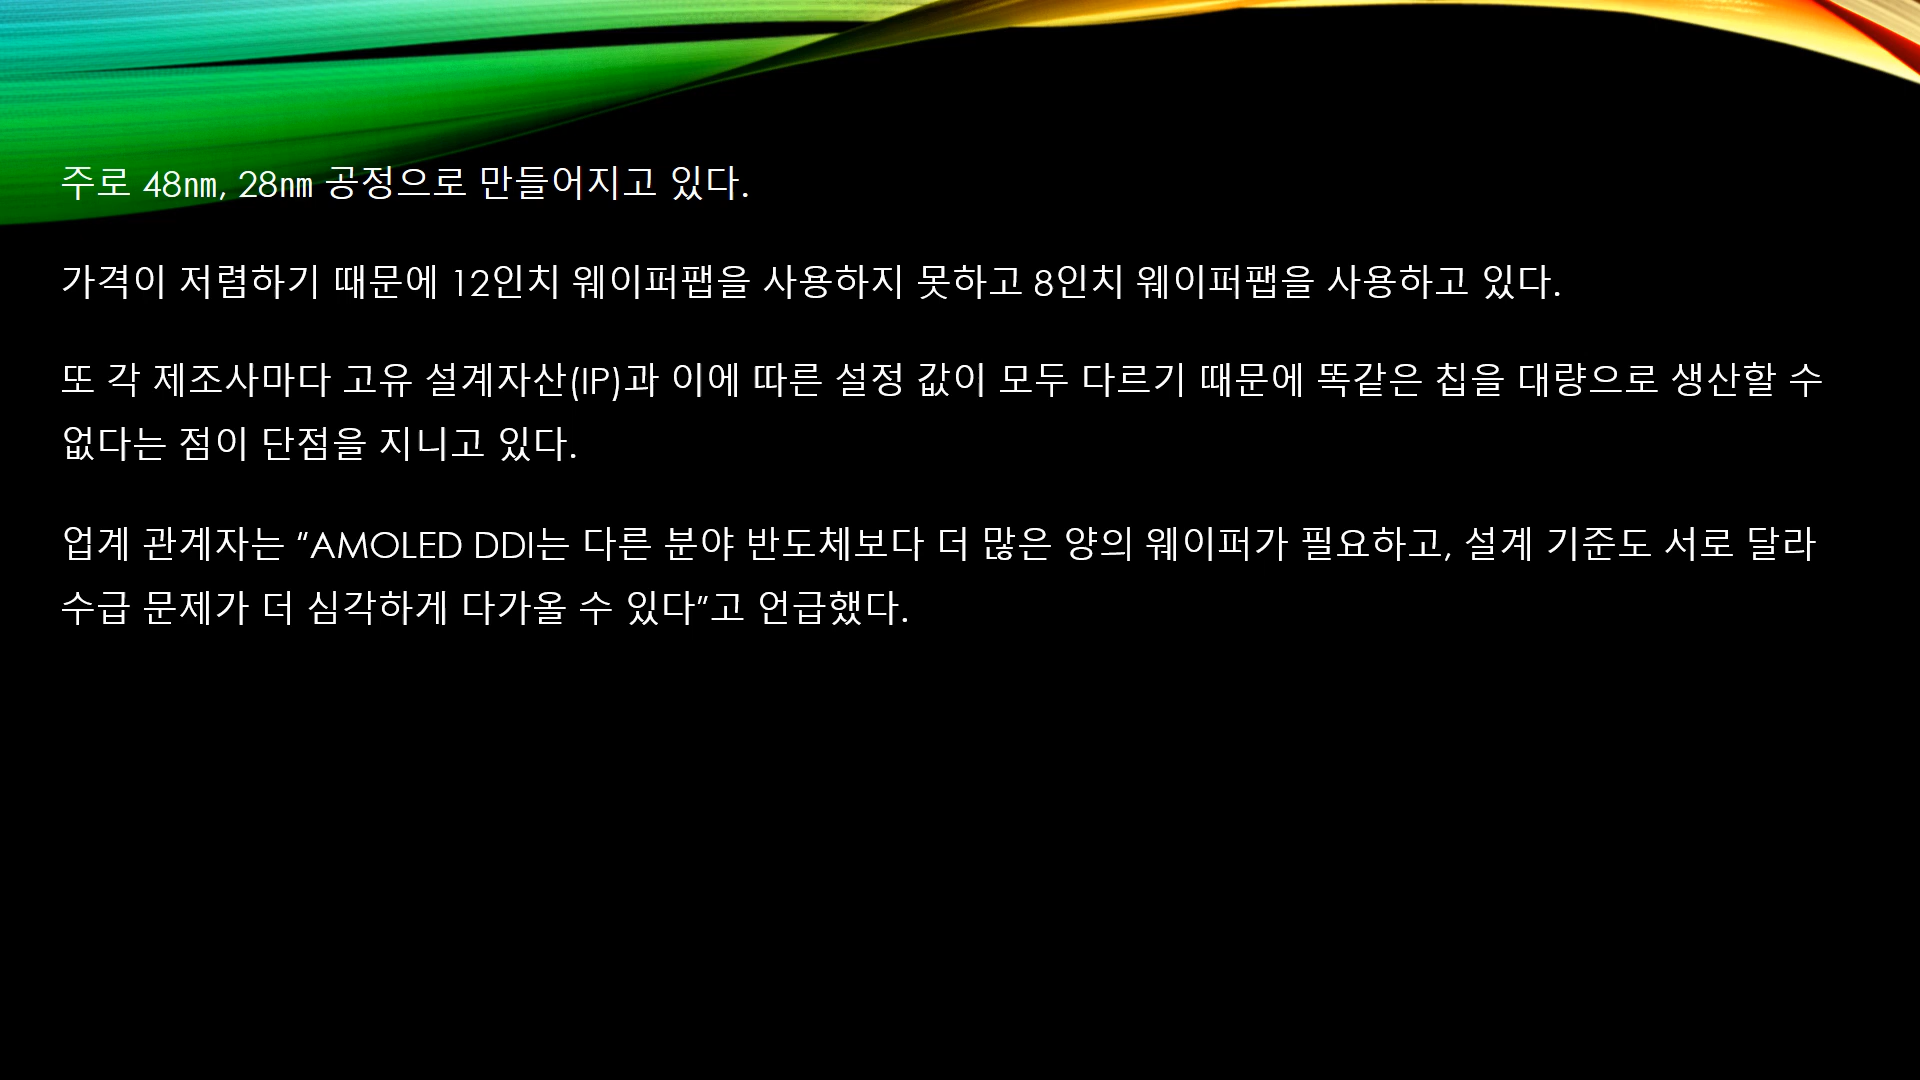 주로 48㎚, 28㎚ 공정으로 만들어지고 있다.
가격이 저렴하기 때문에 12인치 웨이퍼팹을 사용하지 못하고 8인치 웨이퍼팹을 사용하고 있다.
또 각 제조사마다 고유 설계자산(IP)과 이에 따른 설정 값이 모두 다르기 때문에 똑같은 칩을 대량으로 생산할 수
없다는 점이 단점을 지니고 있다.
업계 관계자는 “AMOLED DDI는 다른 분야 반도체보다 더 많은 양의 웨이퍼가 필요하고, 설계 기준도 서로 달라
수급 문제가 더 심각하게 다가올 수 있다”고 언급했다.